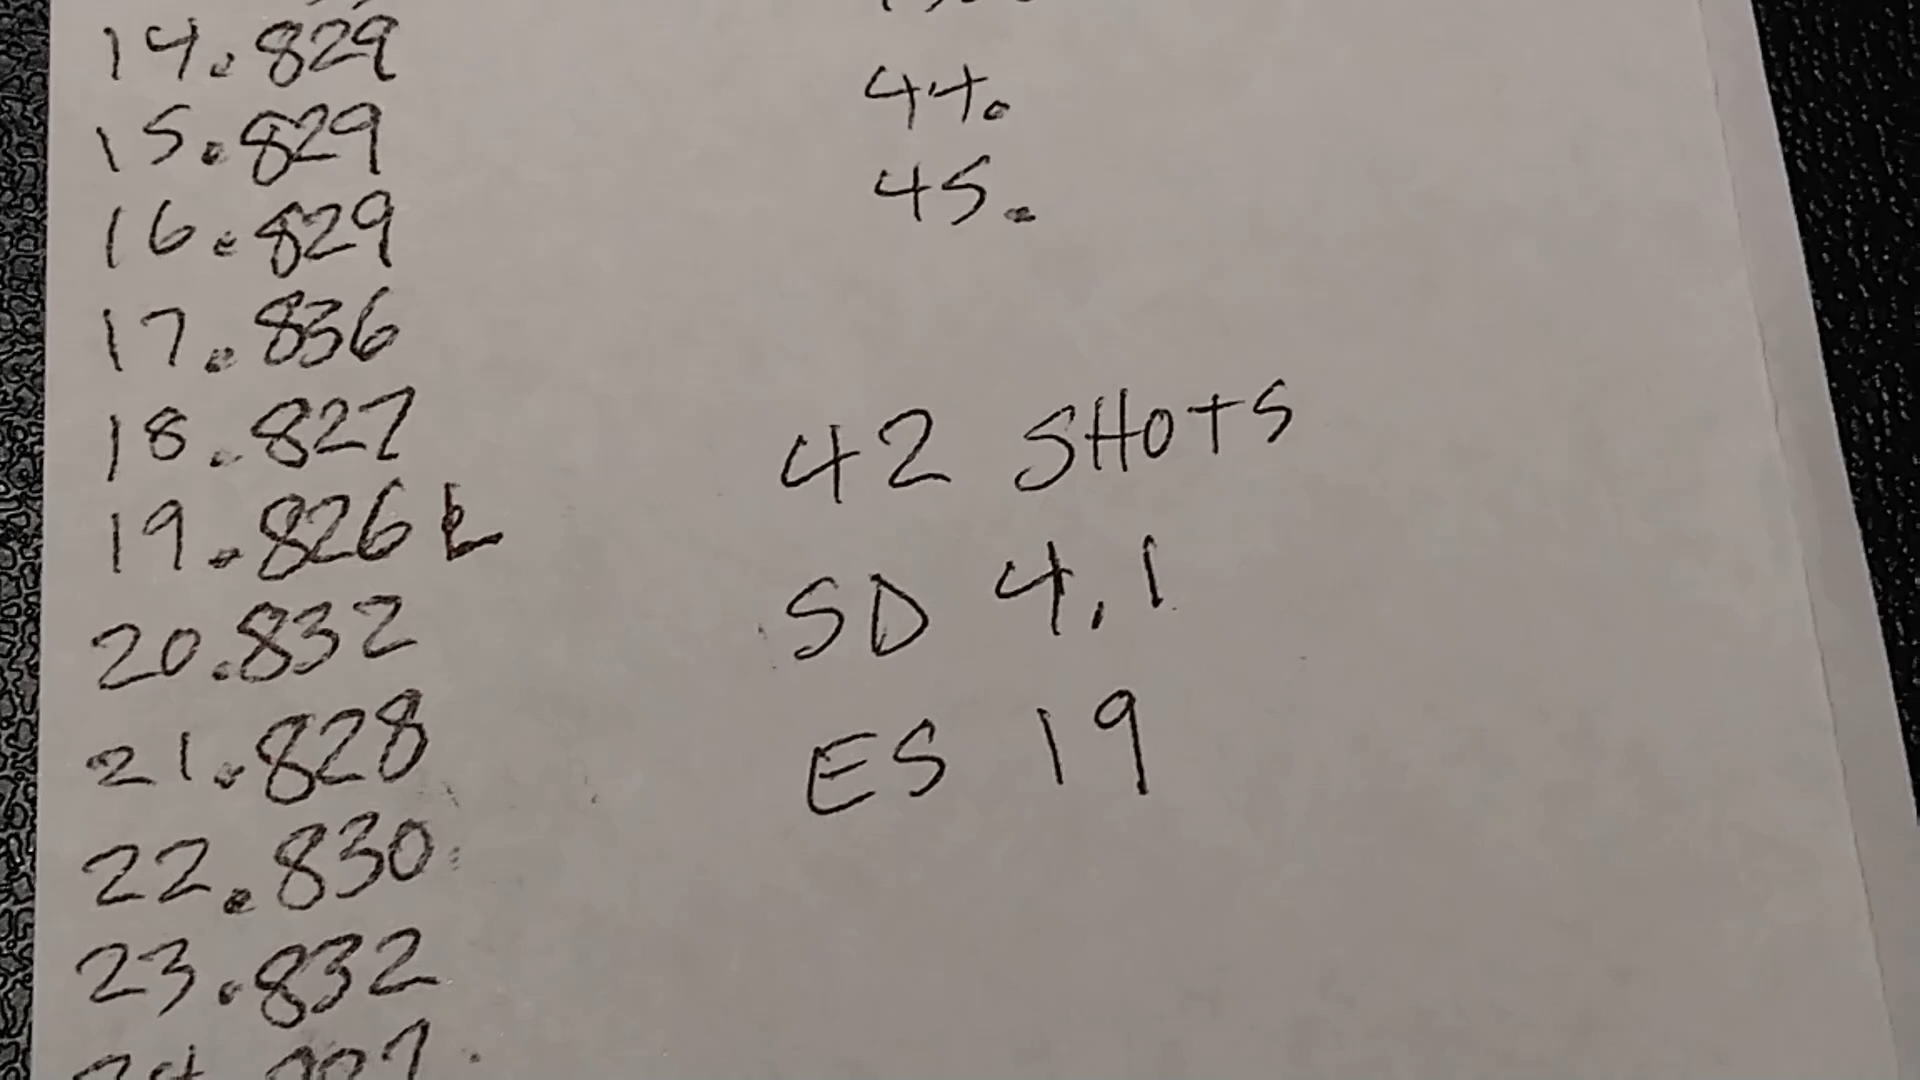 14. 829
15. 829
16. 829
17. 836
18. 827
19. 826 L
20. 832
21. 828
22. 830
23. 832
44.
45.
42 SHOTS
SD 4.1
ES 19